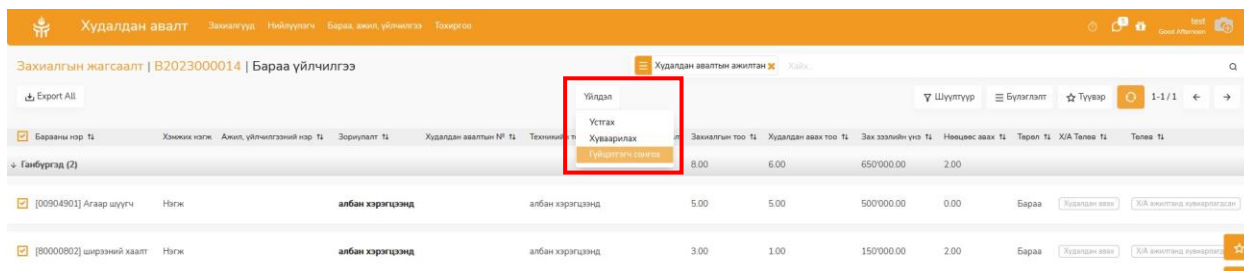 Худалдан авалт Захиалгууд Нийлүүлэгч Бараа, ажил, үйлчилгээ Тохиргоо test Good Afternoon
Захиалгын жагсаалт | B2023000014 | Бараа үйлчилгээ Худалдан авалтын ажилтан Хайх...
Export All Үйлдэл Шүүлтүүр Бүлэглэлт Түүвэр 1-1 / 1
Устгах
Хуваарилах
Гүйцэтгэгч сонгох
Барааны нэр Хэмжих нэгж Ажил, үйлчилгээний нэр Зориулалт Худалдан авалтын № Захиалгын тоо Худалдан авах тоо Зах зээлийн үнэ Нөөцөөс авах Төрөл Х/А Төлөв Төлөв
Ганбүргэд (2) 8.00 6.00 650'000.00 2.00
[00904901] Агаар шүүгч Нэгж албан хэрэгцээнд албан хэрэгцээнд 5.00 5.00 500'000.00 0.00 Бараа Худалдан авах Х/А ажилтанд хуваарилагдсан
[80000802] ширээний хаалт Нэгж албан хэрэгцээнд албан хэрэгцээнд 3.00 1.00 150'000.00 2.00 Бараа Худалдан авах Х/А ажилтанд